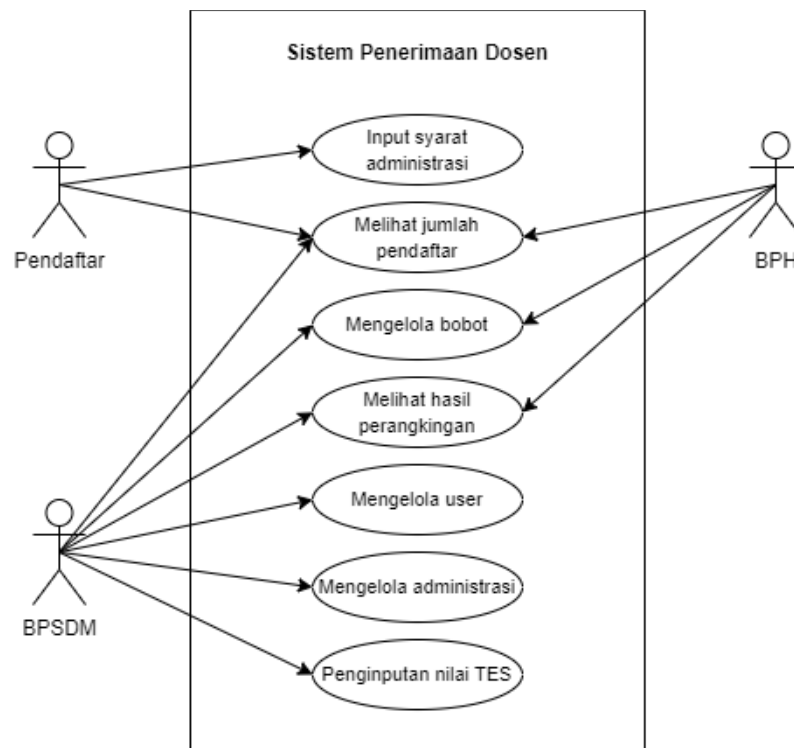 Sistem Penerimaan Dosen
Input syarat
administrasi
Melihat jumlah
pendaftar
Pendaftar
BPH
Mengelola bobot
Melihat hasil
perangkingan
Mengelola user
Mengelola administrasi
BPSDM
Penginputan nilai TES